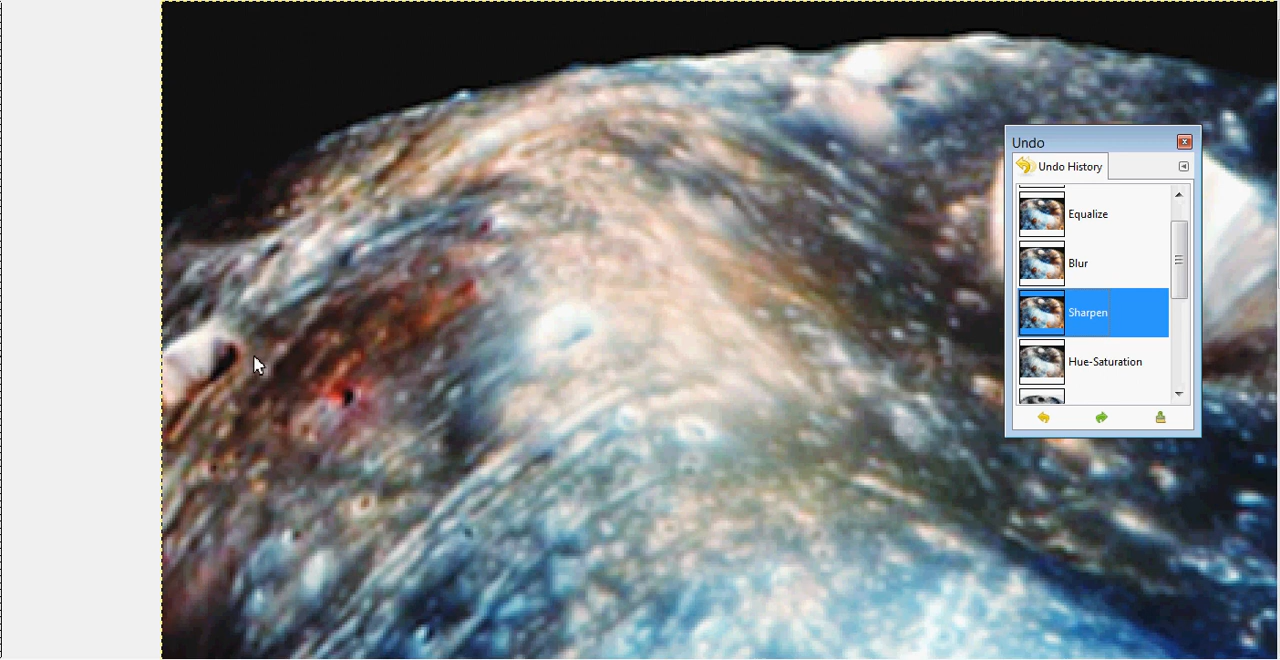 Undo
Undo History
Equalize
Blur
Sharpen
Hue-Saturation